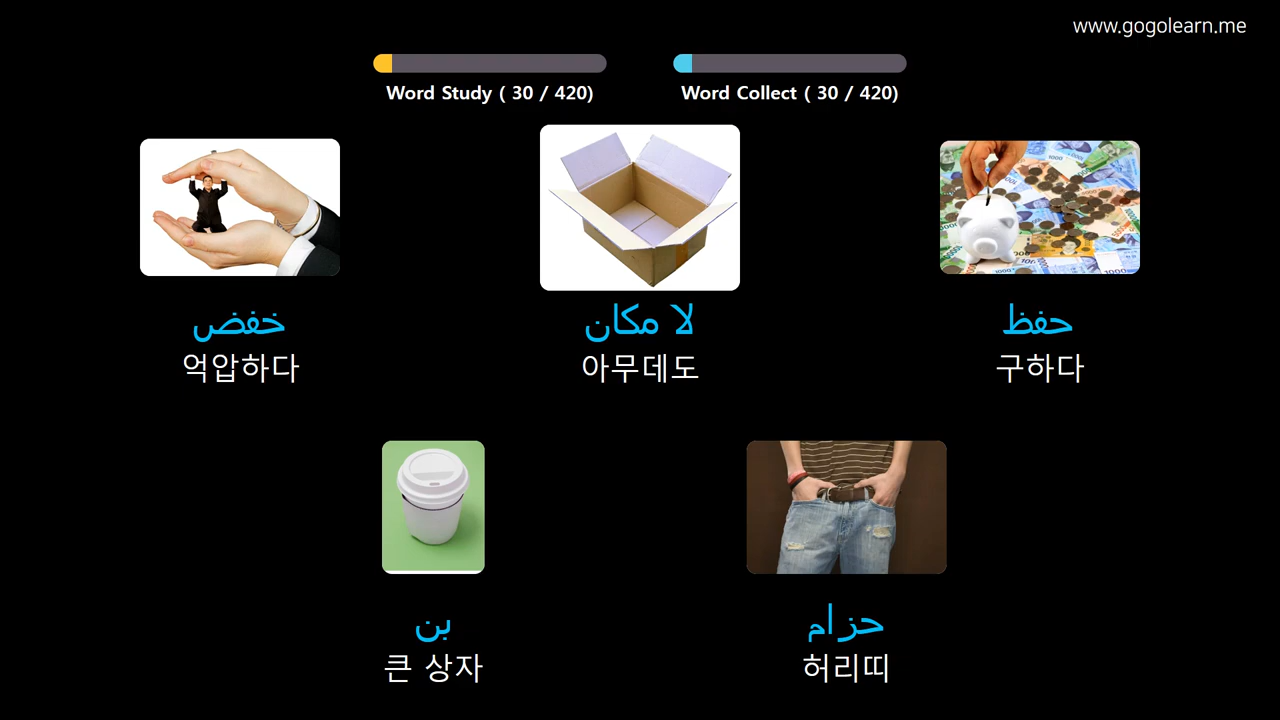 www.gogolearn.me
Word Study ( 30 / 420)
Word Collect ( 30 / 420)
خفض
억압하다
لا مكان
아무데도
حفظ
구하다
بن
큰 상자
حزام
허리띠